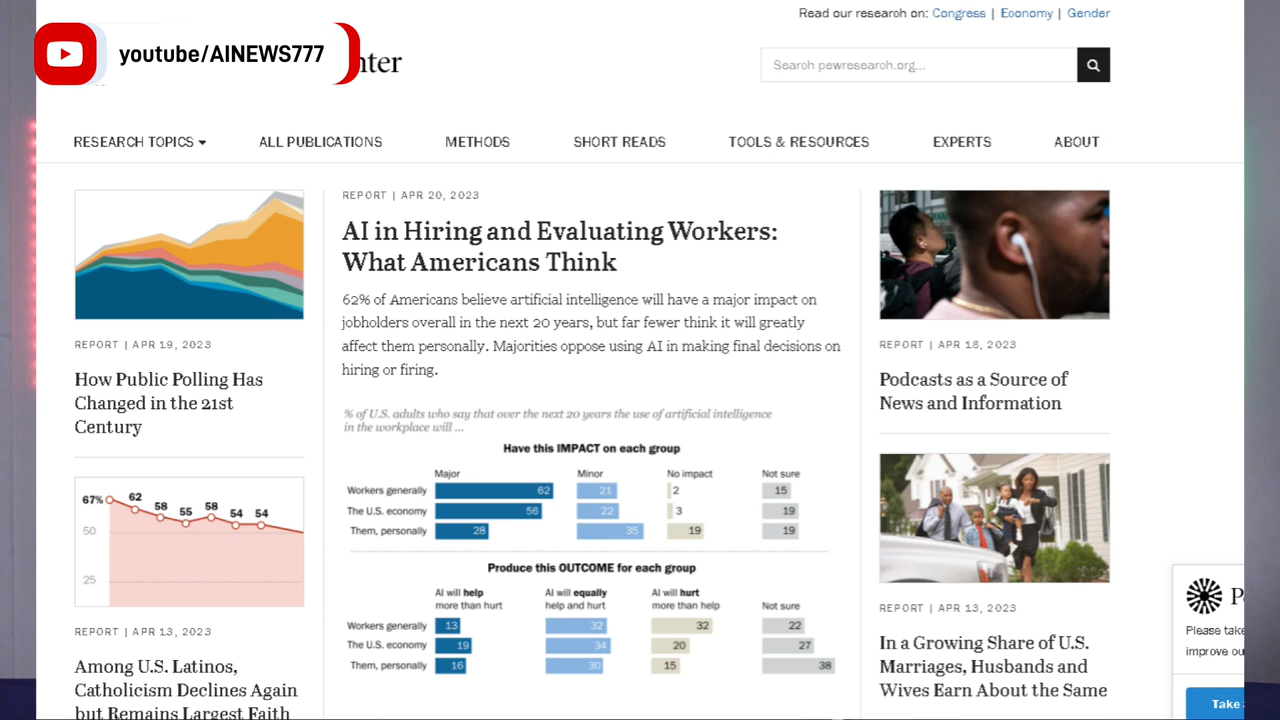 Read our research on: Congress | Economy | Gender
youtube/AINEWS777
nter
Search pewresearch.org...
RESEARCH TOPICS ALL PUBLICATIONS METHODS SHORT READS TOOLS & RESOURCES EXPERTS ABOUT
REPORT | APR 19, 2023
How Public Polling Has
Changed in the 21st
Century
67% 62 58 55 58 54 54
50
25
REPORT | APR 13, 2023
Among U.S. Latinos,
Catholicism Declines Again
but Remains Largest Faith
REPORT | APR 20, 2023
AI in Hiring and Evaluating Workers:
What Americans Think
62% of Americans believe artificial intelligence will have a major impact on
jobholders overall in the next 20 years, but far fewer think it will greatly
affect them personally. Majorities oppose using AI in making final decisions on
hiring or firing.
% of U.S. adults who say that over the next 20 years the use of artificial intelligence
in the workplace will ...
Have this IMPACT on each group
Major Minor No impact Not sure
Workers generally 62 21 2 15
The U.S. economy 56 22 3 19
Them, personally 28 35 19 19
Produce this OUTCOME for each group
AI will help AI will equally AI will hurt
more than hurt help and hurt more than help Not sure
Workers generally 13 32 32 22
The U.S. economy 19 34 20 27
Them, personally 16 30 15 38
REPORT | APR 18, 2023
Podcasts as a Source of
News and Information
REPORT | APR 13, 2023
In a Growing Share of U.S.
Marriages, Husbands and
Wives Earn About the Same
Please take
improve ou
Take